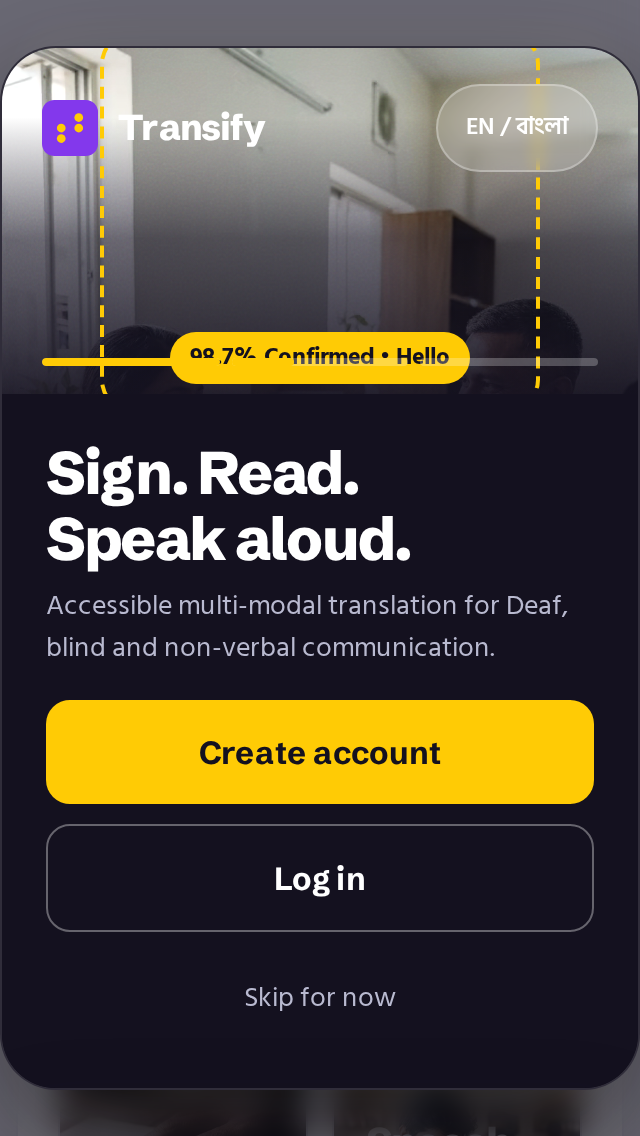 Transify
EN / বাংলা
98.7% Confirmed • Hello
Sign. Read.
Speak aloud.
Accessible multi-modal translation for Deaf,
blind and non-verbal communication.
Create account
Log in
Skip for now